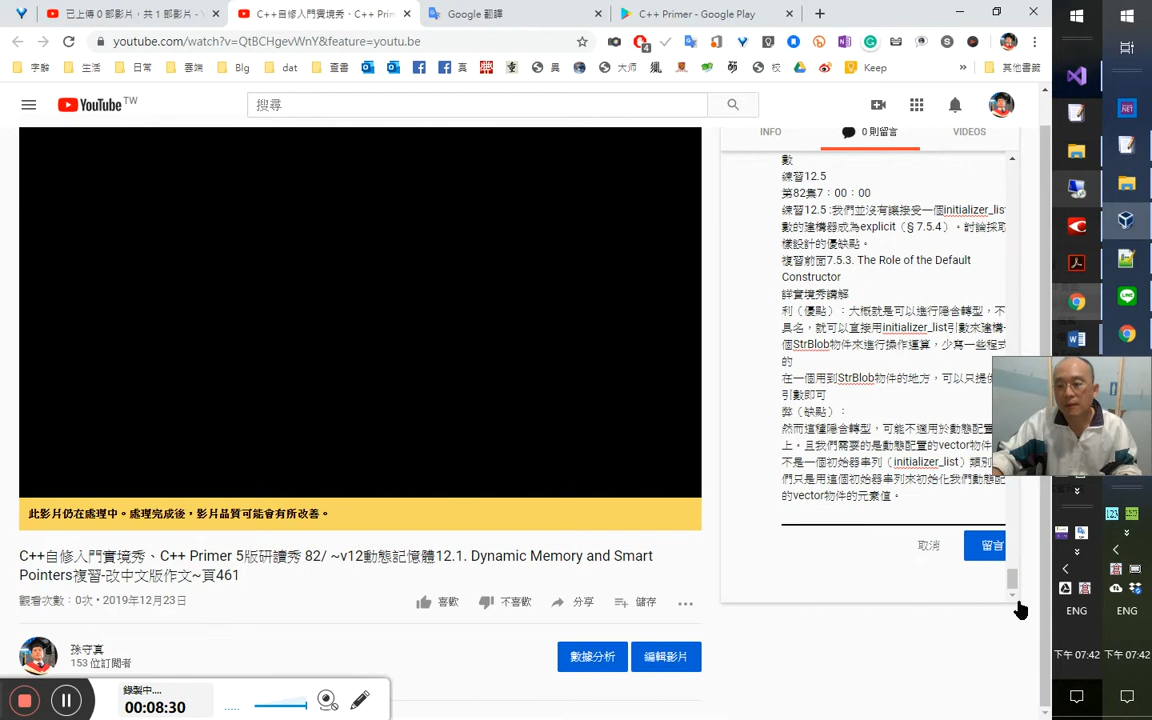 已上傳 0 部影片，共 1 部影片 -
C++自修入門實境秀、C++ Prim
Google 翻譯
C++ Primer - Google Play
youtube.com/watch?v=QtBCHgevWnY&feature=youtu.be
字辭
生活
日常
雲端
Blg
dat
查書
真
異
大师
校
Keep
其他書籤
YouTube TW
搜尋
INFO
0 則留言
VIDEOS
數
練習12.5
第82集7：00：00
練習12.5：我們並沒有讓接受一個initializer_list
數的建構器成為explicit（§ 7.5.4）。討論採取
樣設計的優缺點。
複習前面7.5.3. The Role of the Default
Constructor
詳實境秀講解
利（優點）：大概就是可以進行隱含轉型，不
具名，就可以直接用initializer_list引數來建構
個StrBlob物件來進行操作運算，少寫一些程式
的
在一個用到StrBlob物件的地方，可以只提供
引數即可
弊（缺點）：
然而這種隱含轉型，可能不適用於動態配置
上。且我們需要的是動態配置的vector物件
不是一個初始器串列（initializer_list）類別
們只是用這個初始器串列來初始化我們動態配
的vector物件的元素值。
取消
留言
此影片仍在處理中。處理完成後，影片品質可能會有所改善。
C++自修入門實境秀、C++ Primer 5版研讀秀 82/ ~v12動態記憶體12.1. Dynamic Memory and Smart
Pointers複習-改中文版作文~頁461
觀看次數：0次 • 2019年12月23日
喜歡
不喜歡
分享
儲存
孫守真
153 位訂閱者
數據分析
編輯影片
錄製中....
00:08:30
ENG
ENG
下午 07:42
下午 07:42